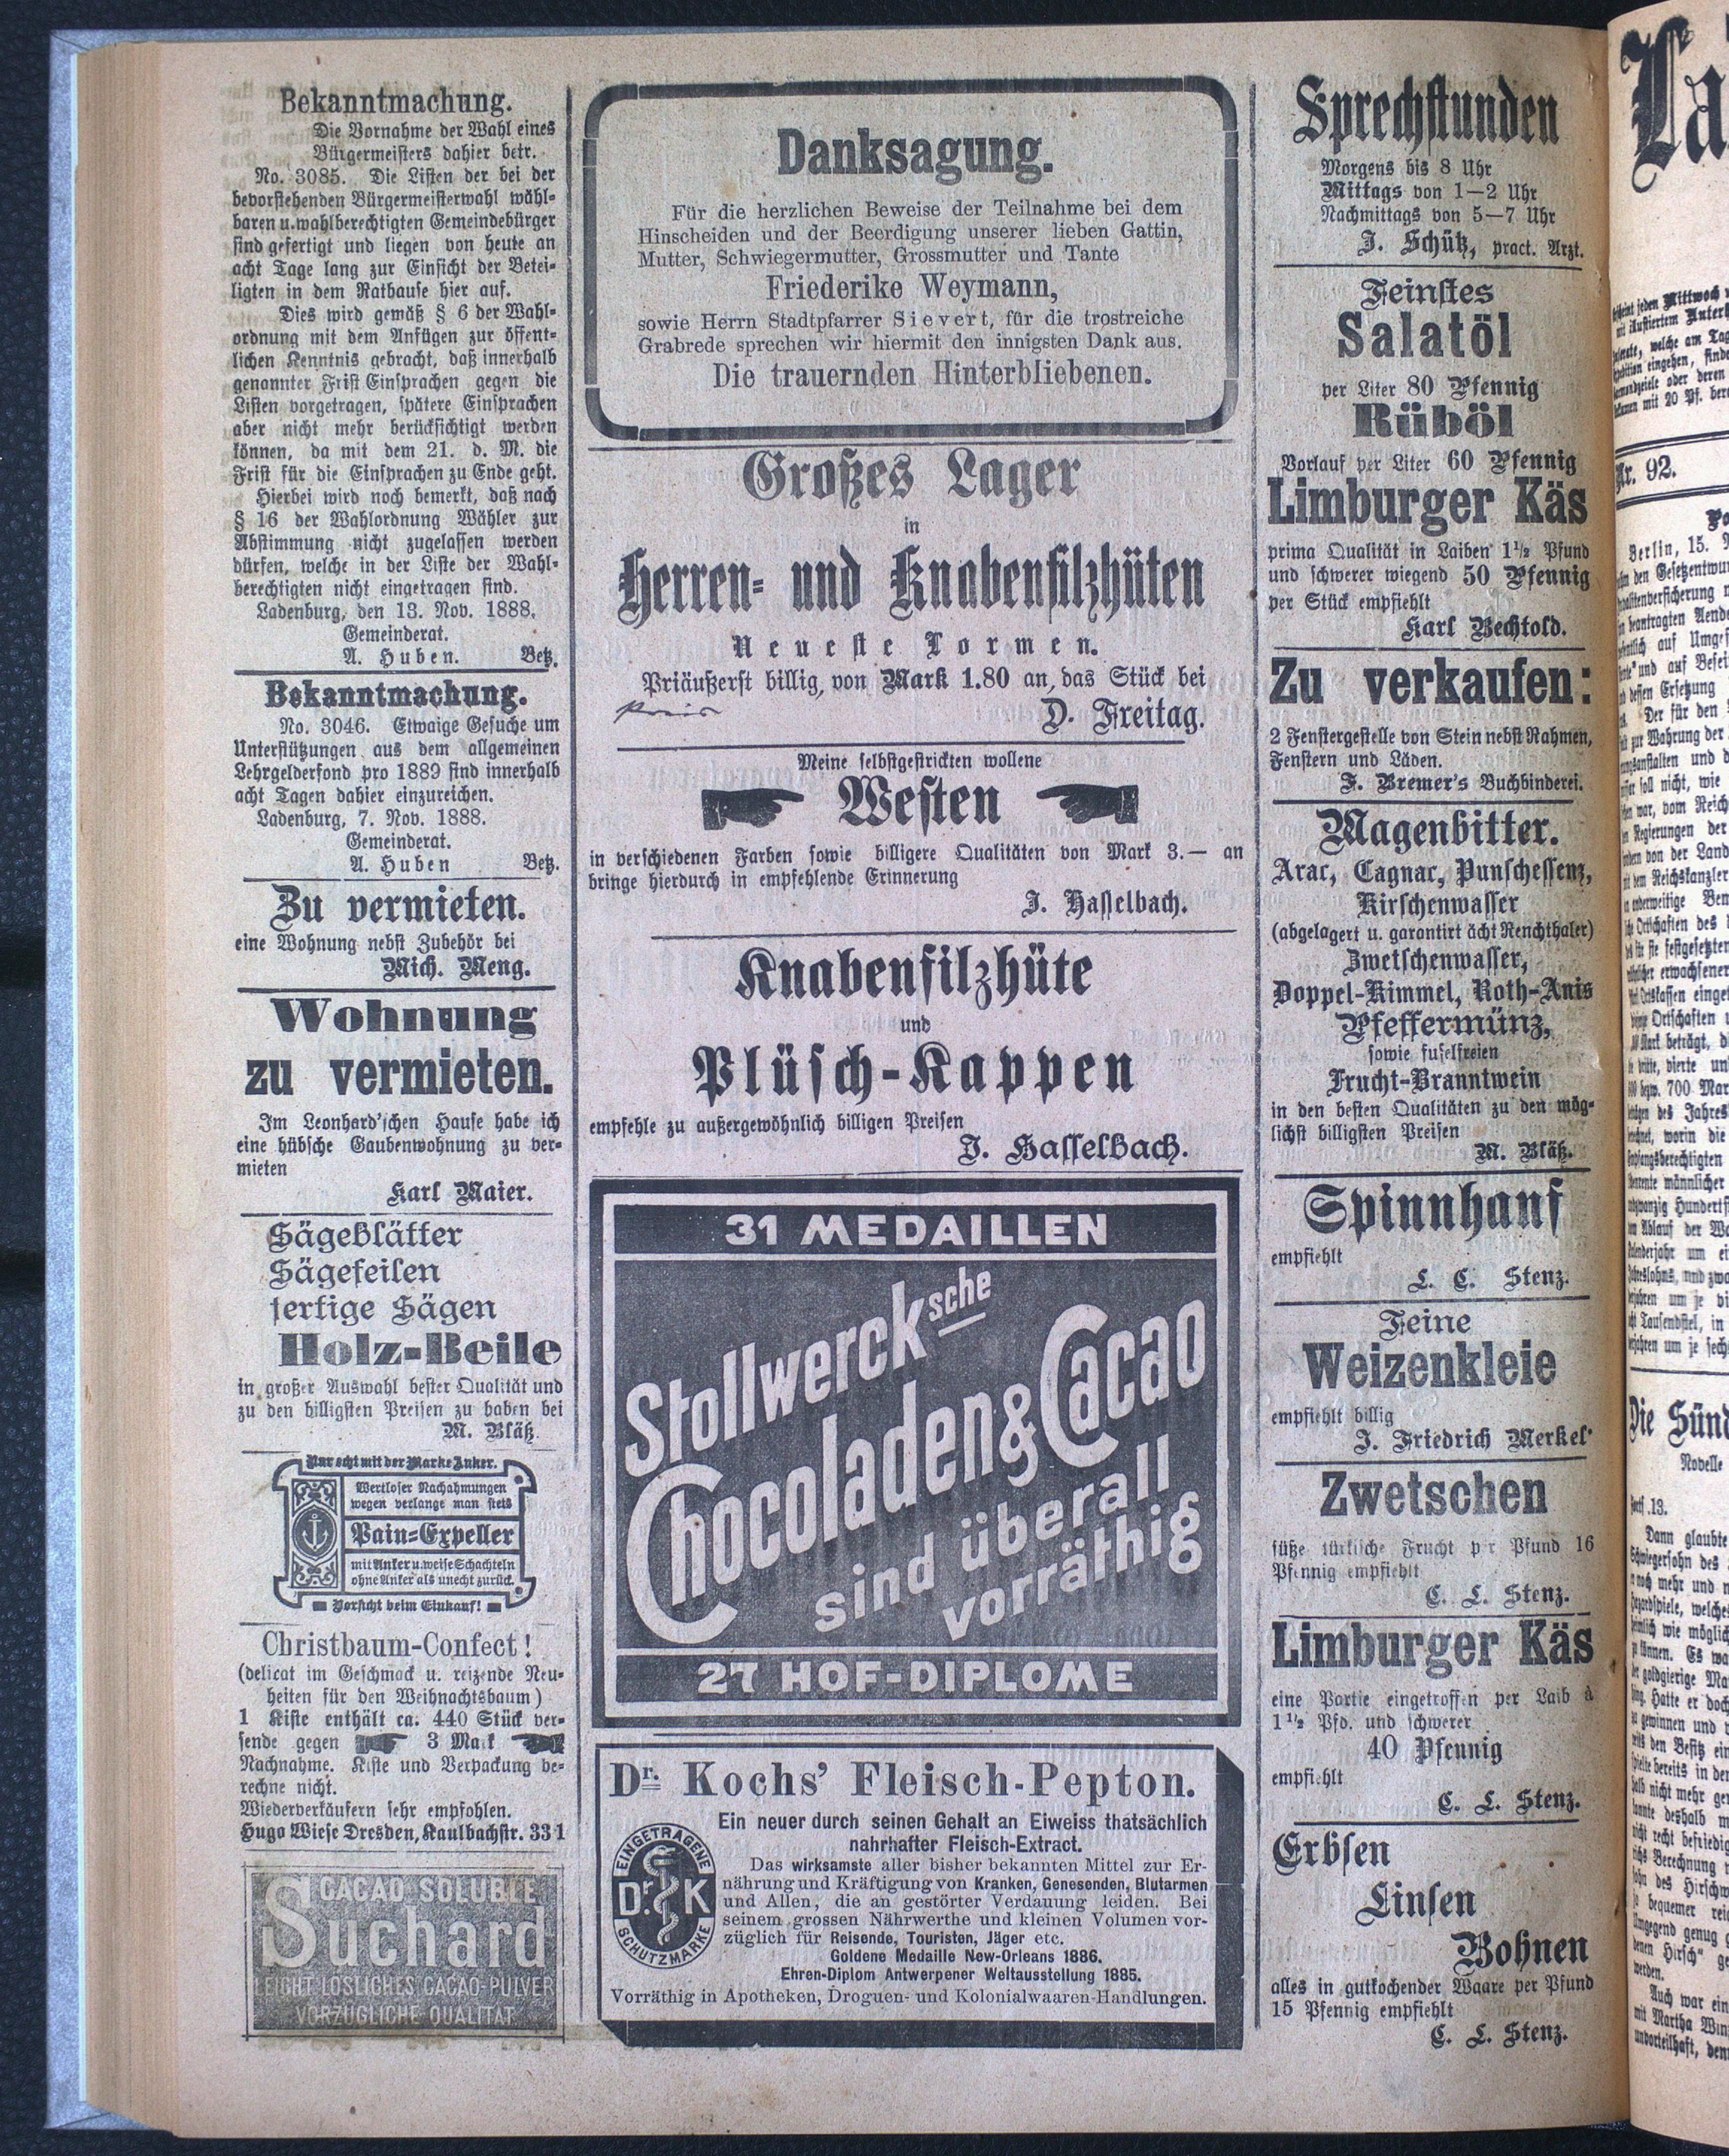 Bekanntmachung.
Die Vornahme der Wahl eines
Bürgermeisters dahier betr.
No. 3085. Die Listen der bei der
bevorstehenden Bürgermeisterwahl wähl-
baren u. wahlberechtigten Gemeindebürger
sind gefertigt und liegen von heute an
acht Tage lang zur Einsicht der Betei-
ligten in dem Rathause hier auf.
Dies wird gemäß § 6 der Wahl-
ordnung mit dem Anfügen zur öffent-
lichen Kenntnis gebracht, daß innerhalb
genannter Frist Einsprachen gegen die
Listen vorgetragen, spätere Einsprachen
aber nicht mehr berücksichtigt werden
können, da mit dem 21. d. M. die
Frist für die Einsprachen zu Ende geht.
Hierbei wird noch bemerkt, daß nach
§ 16 der Wahlordnung Wähler zur
Abstimmung nicht zugelassen werden
dürfen, welche in der Liste der Wahl-
berechtigten nicht eingetragen sind.
Ladenburg, den 13. Nov. 1888.
Gemeinderat.
A. Huben. Betz.
Bekanntmachung.
No. 3046. Etwaige Gesuche um
Unterstützungen aus dem allgemeinen
Lehrgelderfond pro 1889 sind innerhalb
acht Tagen dahier einzureichen.
Ladenburg, 7. Nov. 1888.
Gemeinderat.
A. Huben Betz.
Zu vermieten.
eine Wohnung nebst Zubehör bei
Mich. Meng.
Wohnung
zu vermieten.
Im Leonhard'schen Hause habe ich
eine hübsche Gaubenwohnung zu ver-
mieten
Karl Maier.
Sägeblätter
Sägefeilen
fertige Sägen
Holz-Beile
in großer Auswahl bester Qualität und
zu den billigsten Preisen zu haben bei
M. Bläß.
Nur echt mit der Marke Anker.
Wertloser Nachahmungen
wegen verlange man stets
Pain-Expeller
mit Anker u. weise Schachteln
ohne Anker als unecht zurück.
Vorsicht beim Einkauf!
Christbaum-Confect!
(delicat im Geschmack u. reizende Neu-
heiten für den Weihnachtsbaum)
1 Kiste enthält ca. 440 Stück ver-
sende gegen 3 Mark
Nachnahme. Kiste und Verpackung be-
rechne nicht.
Wiederverkäufern sehr empfohlen.
Hugo Wiese Dresden, Kaulbachstr. 33 I
CACAO SOLUBLE
Suchard
LEICHT LÖSLICHES CACAO-PULVER
VORZÜGLICHE QUALITÄT
Danksagung.
Für die herzlichen Beweise der Teilnahme bei dem
Hinscheiden und der Beerdigung unserer lieben Gattin,
Mutter, Schwiegermutter, Grossmutter und Tante
Friederike Weymann,
sowie Herrn Stadtpfarrer Sievert, für die trostreiche
Grabrede sprechen wir hiermit den innigsten Dank aus.
Die trauernden Hinterbliebenen.
Großes Lager
in
Herren- und Knabenfilzhüten
Neueste Formen.
Priäußerst billig, von Mark 1.80 an, das Stück bei
Preis
D. Freitag.
Meine selbstgestrickten wollene
Westen
in verschiedenen Farben sowie billigere Qualitäten von Mark 3.— an
bringe hierdurch in empfehlende Erinnerung
J. Hasselbach.
Knabenfilzhüte
und
Plüsch-Kappen
empfehle zu außergewöhnlich billigen Preisen
J. Hasselbach.
31 MEDAILLEN
Stollwerck'sche
Chocoladen & Cacao
sind überall
vorräthig
27 HOF-DIPLOME
Dr. Kochs' Fleisch-Pepton.
Ein neuer durch seinen Gehalt an Eiweiss thatsächlich
nahrhafter Fleisch-Extract.
EINGETRAGENE
Dr. K
SCHUTZMARKE
Das wirksamste aller bisher bekannten Mittel zur Er-
nährung und Kräftigung von Kranken, Genesenden, Blutarmen
und Allen, die an gestörter Verdauung leiden. Bei
seinem grossen Nährwerthe und kleinen Volumen vor-
züglich für Reisende, Touristen, Jäger etc.
Goldene Medaille New-Orleans 1886.
Ehren-Diplom Antwerpener Weltausstellung 1885.
Vorräthig in Apotheken, Droguen- und Kolonialwaaren-Handlungen.
Sprechstunden
Morgens bis 8 Uhr
Mittags von 1—2 Uhr
Nachmittags von 5—7 Uhr
J. Schütz, pract. Arzt.
Feinstes
Salatöl
per Liter 80 Pfennig
Rüböl
Vorlauf per Liter 60 Pfennig
Limburger Käs
prima Qualität in Laiben 1½ Pfund
und schwerer wiegend 50 Pfennig
per Stück empfiehlt
Karl Bechtold.
Zu verkaufen:
2 Fenstergestelle von Stein nebst Rahmen,
Fenstern und Läden.
F. Bremer's Buchbinderei.
Magenbitter.
Arac, Cagnac, Punschessenz,
Kirschenwasser
(abgelagert u. garantirt ächt Renchthaler)
Zwetschenwasser,
Doppel-Kimmel, Roth-Anis
Pfeffermünz,
sowie fuselfreien
Frucht-Branntwein
in den besten Qualitäten zu den mög-
lichst billigsten Preisen
M. Bläß.
Spinnhanf
empfiehlt
L. C. Stenz.
Feine
Weizenkleie
empfiehlt billig
J. Friedrich Merkel
Zwetschen
süße türkische Frucht per Pfund 16
Pfennig empfiehlt
C. L. Stenz.
Limburger Käs
eine Partie eingetroffen per Laib à
1½ Pfd. und schwerer
40 Pfennig
empfiehlt
C. L. Stenz.
Erbsen
Linsen
Bohnen
alles in gutkochender Waare per Pfund
15 Pfennig empfiehlt
C. L. Stenz.
La
Nr. 92.
Berlin, 15.
Die Sünd
Novelle
Dann glaubte